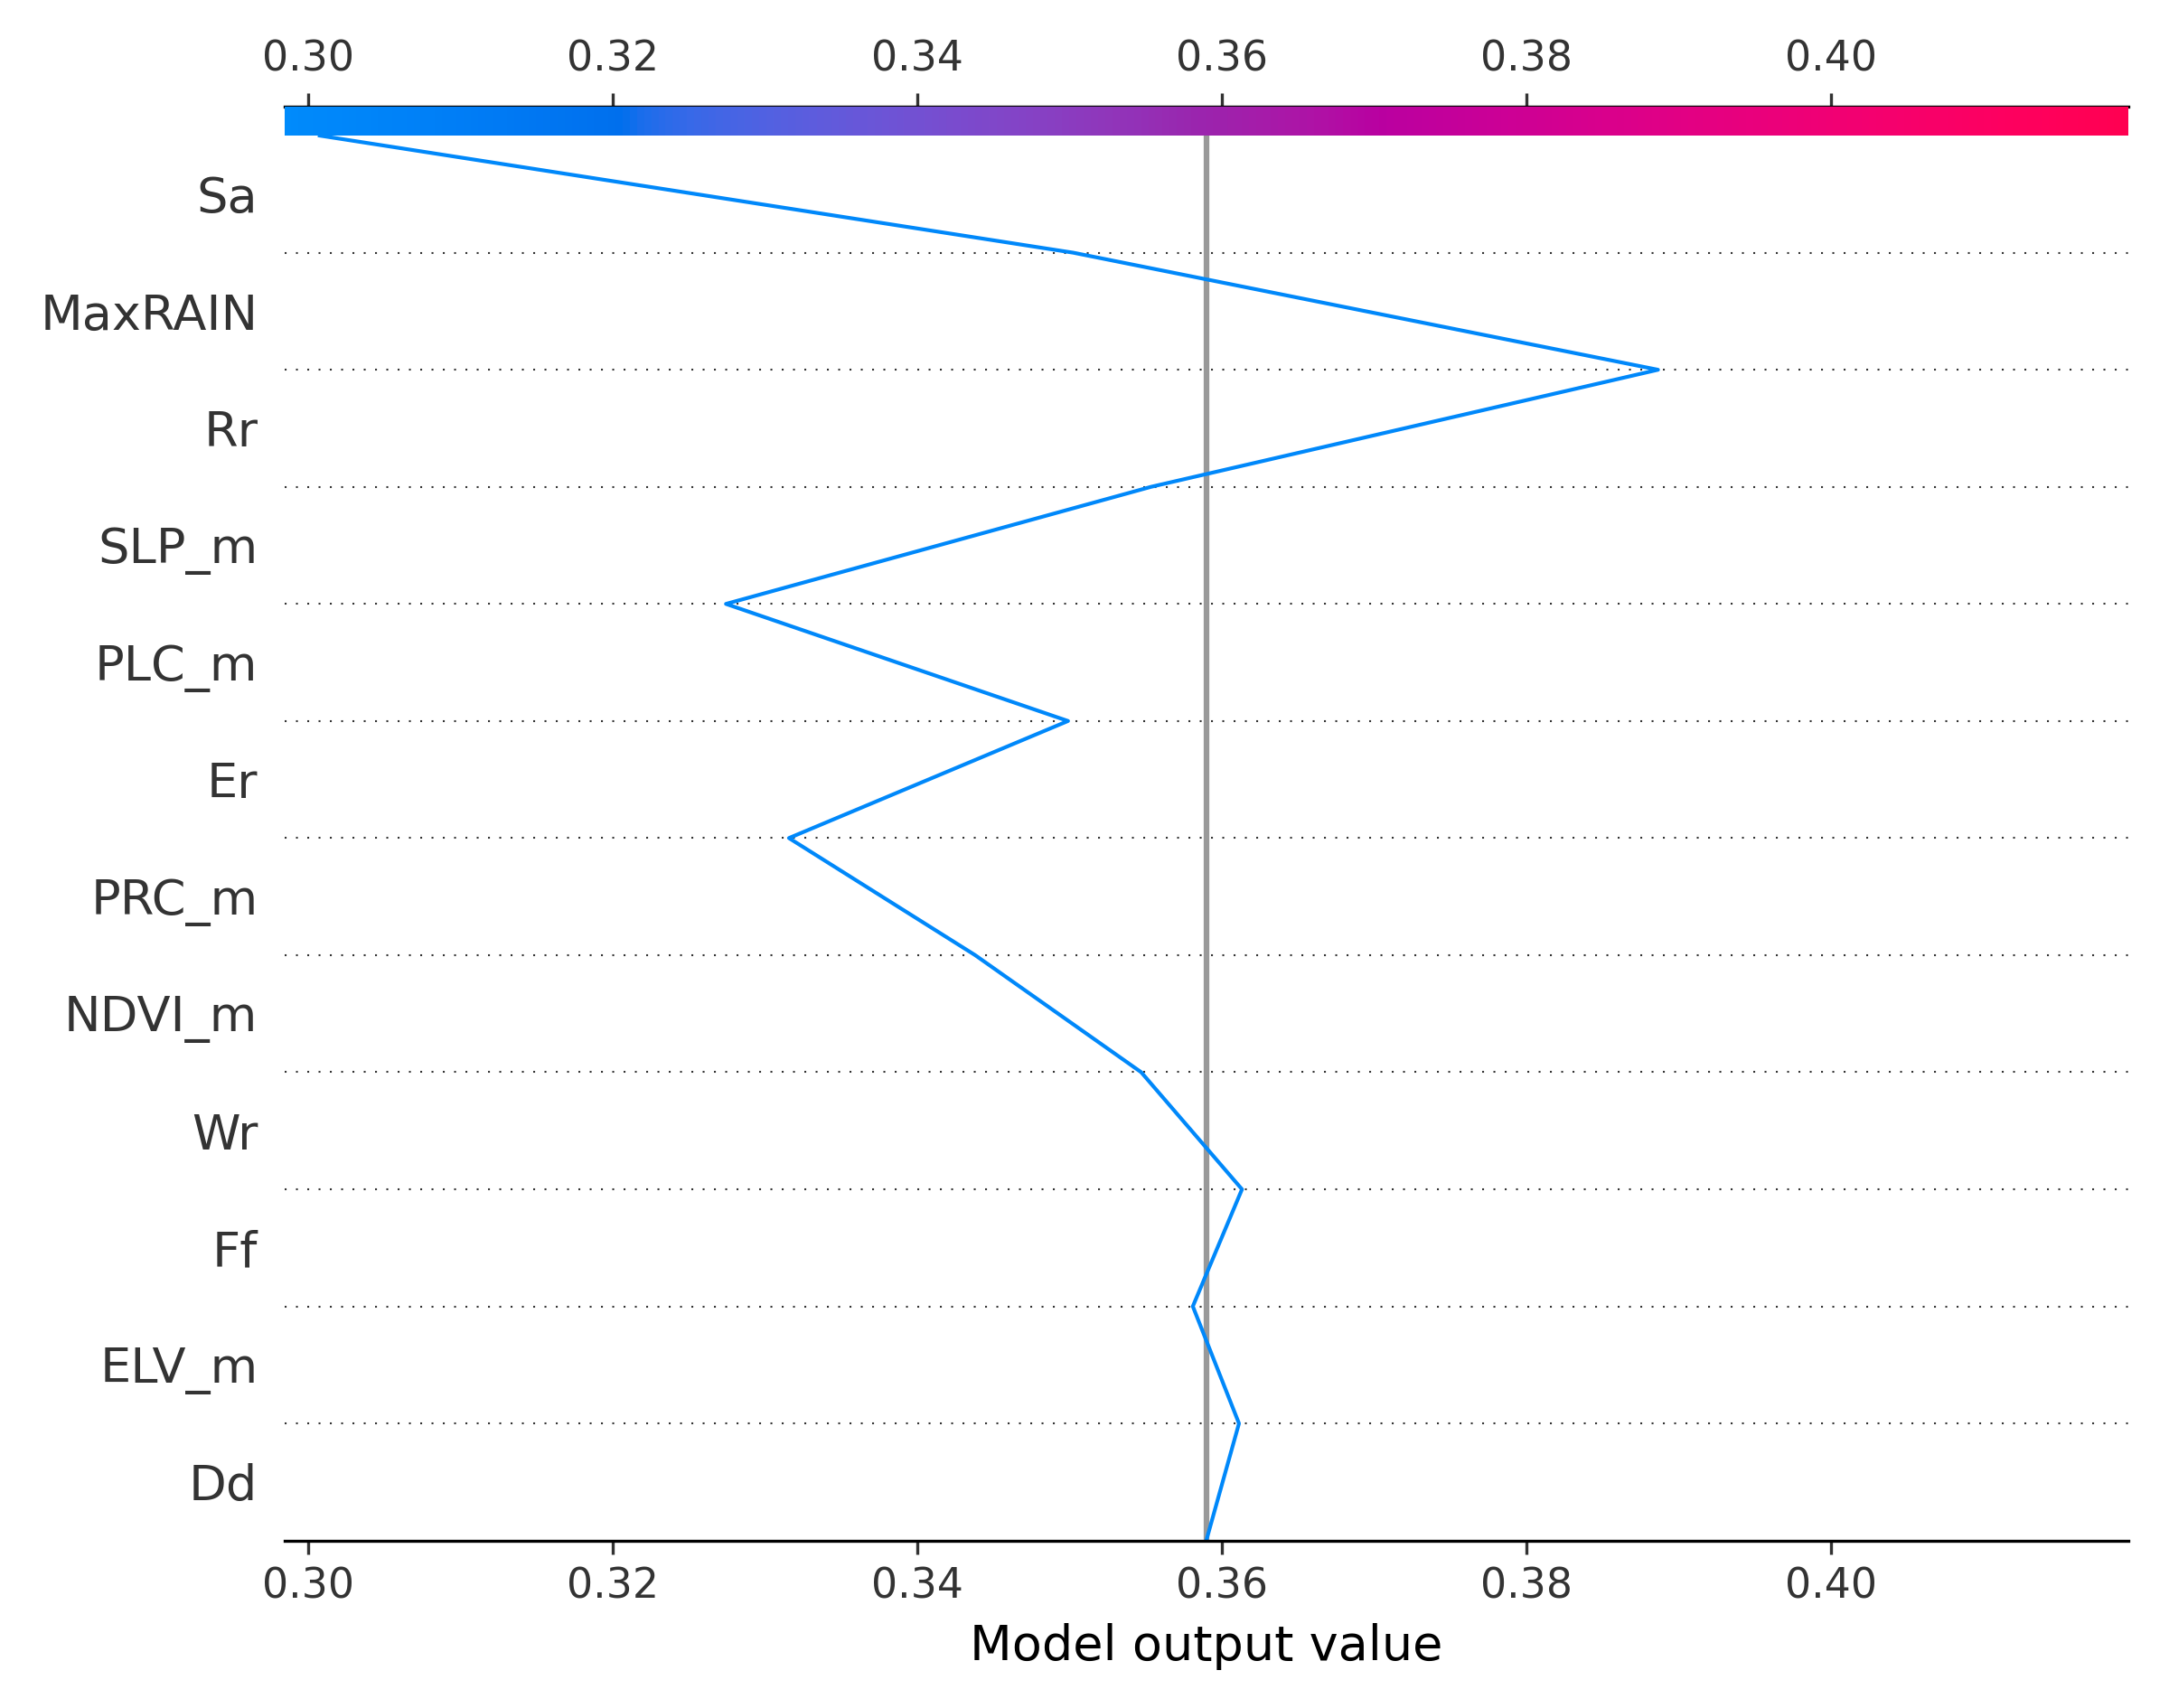 0.30 0.32 0.34 0.36 0.38 0.40
Sa
MaxRAIN
Rr
SLP_m
PLC_m
Er
PRC_m
NDVI_m
Wr
Ff
ELV_m
Dd
0.30 0.32 0.34 0.36 0.38 0.40
Model output value